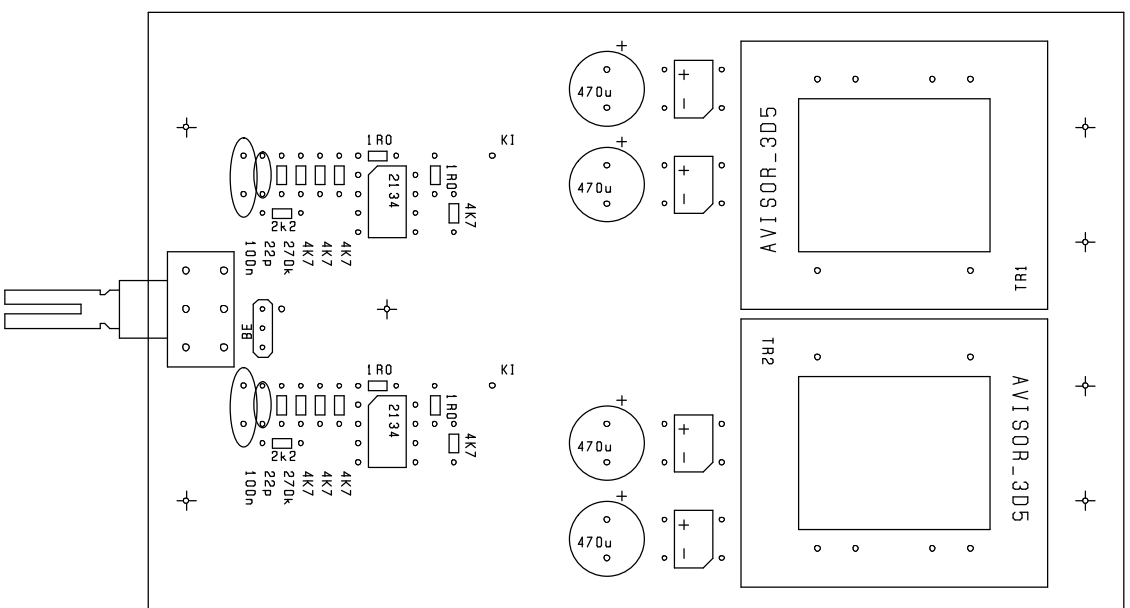 1R0
KI
470u
+
+
-
AVISOR_3D5
TR1
2134
1R0
4K7
2k2
100n
22p
270k
4K7
4K7
4K7
470u
+
+
-
BE
1R0
KI
470u
+
+
-
TR2
AVISOR_3D5
2134
1R0
4K7
2k2
100n
22p
270k
4K7
4K7
4K7
470u
+
+
-